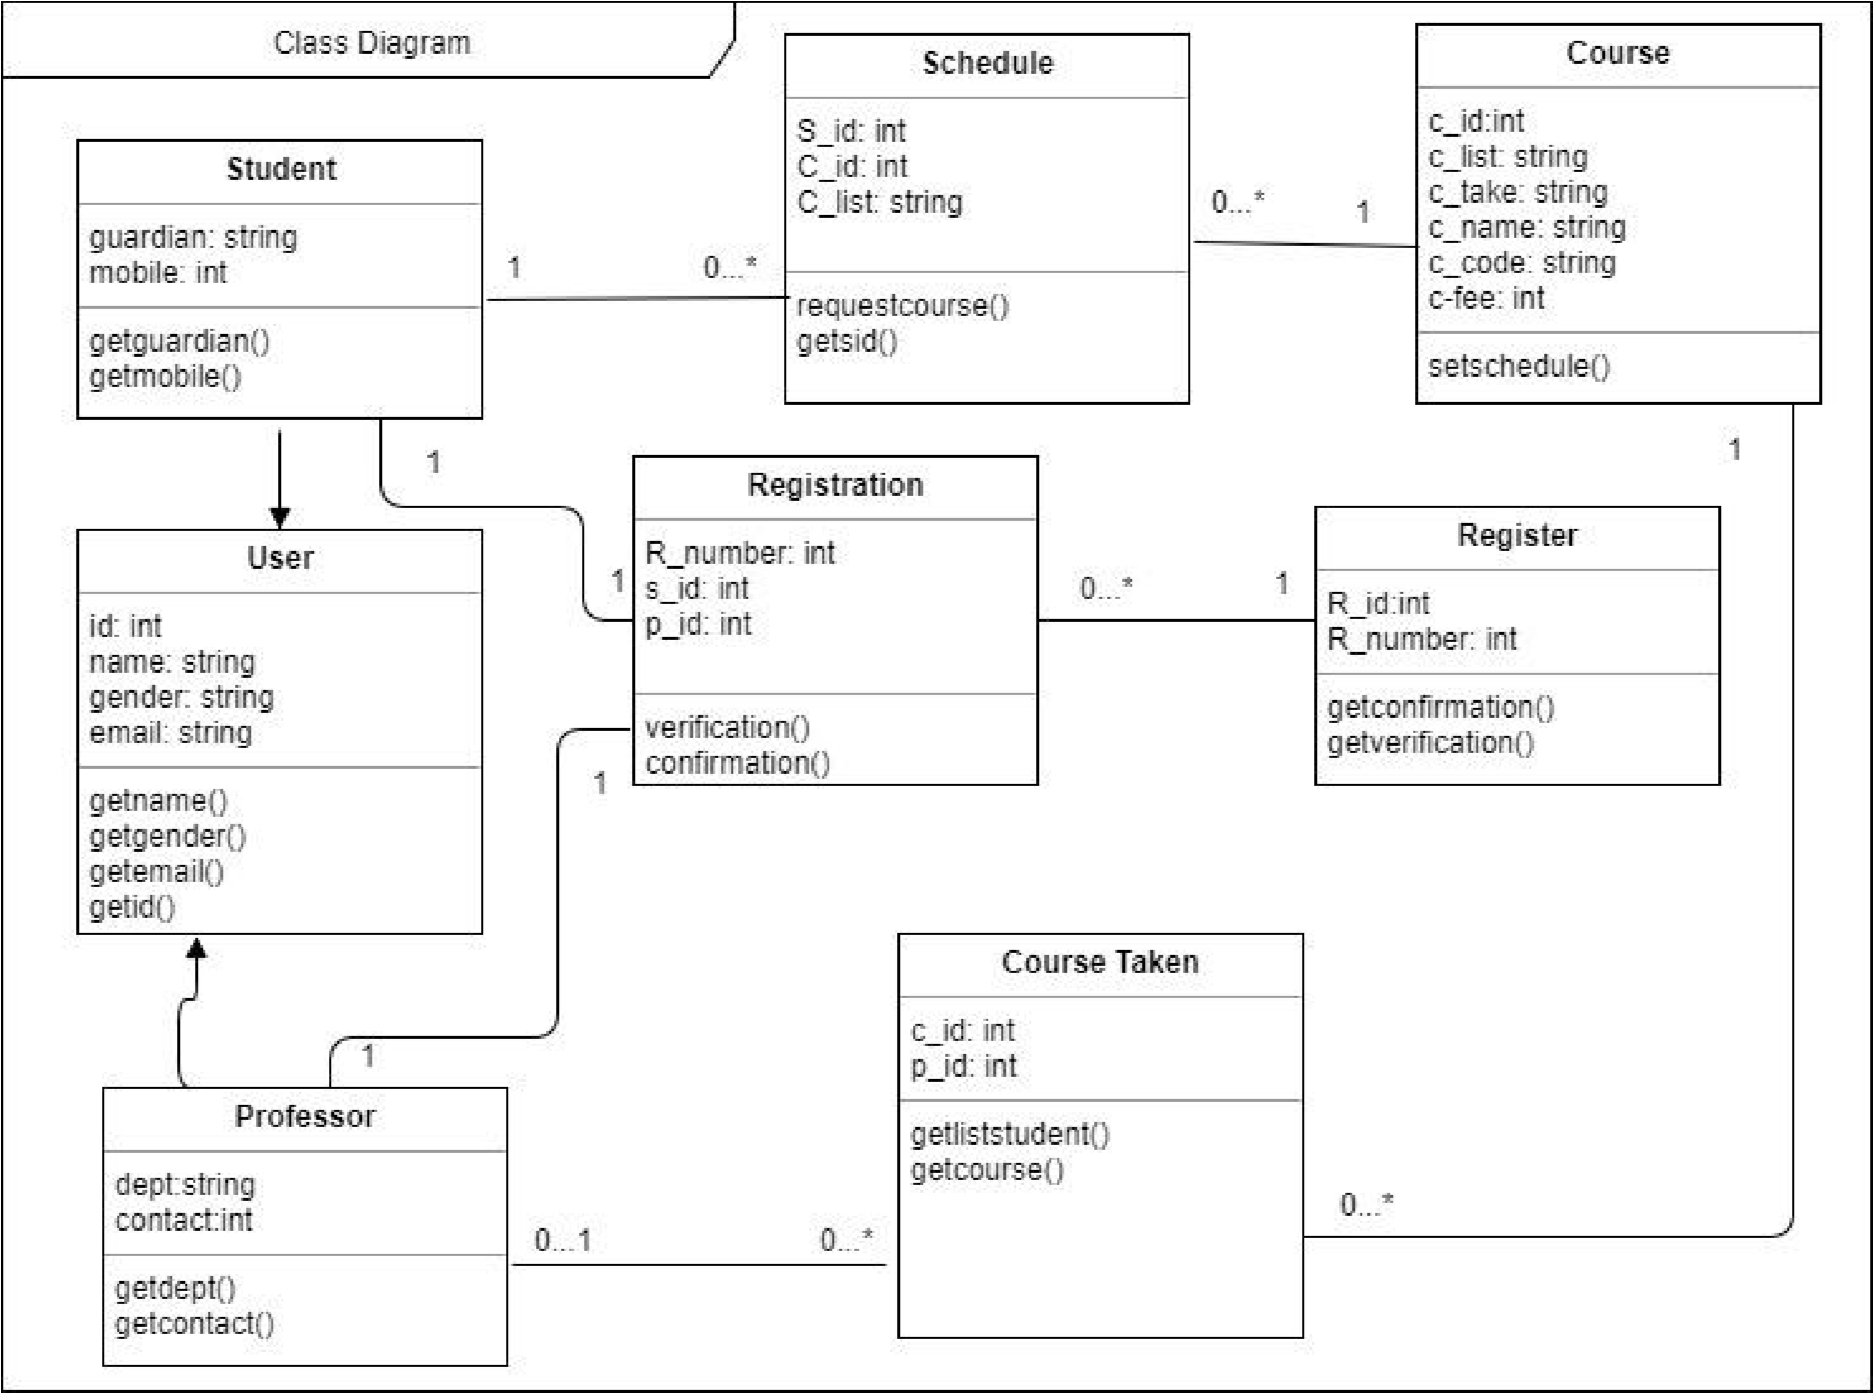 Class Diagram
Schedule
S_id: int
C_id: int
C_list: string
requestcourse()
getsid()
Course
c_id:int
c_list: string
c_take: string
c_name: string
c_code: string
c-fee: int
setschedule()
Student
guardian: string
mobile: int
getguardian()
getmobile()
1
0...*
0...*
1
1
1
1
Registration
R_number: int
s_id: int
p_id: int
verification()
confirmation()
0...*
1
Register
R_id:int
R_number: int
getconfirmation()
getverification()
User
id: int
name: string
gender: string
email: string
getname()
getgender()
getemail()
getid()
1
1
Professor
dept:string
contact:int
getdept()
getcontact()
0...1
0...*
Course Taken
c_id: int
p_id: int
getliststudent()
getcourse()
0...*